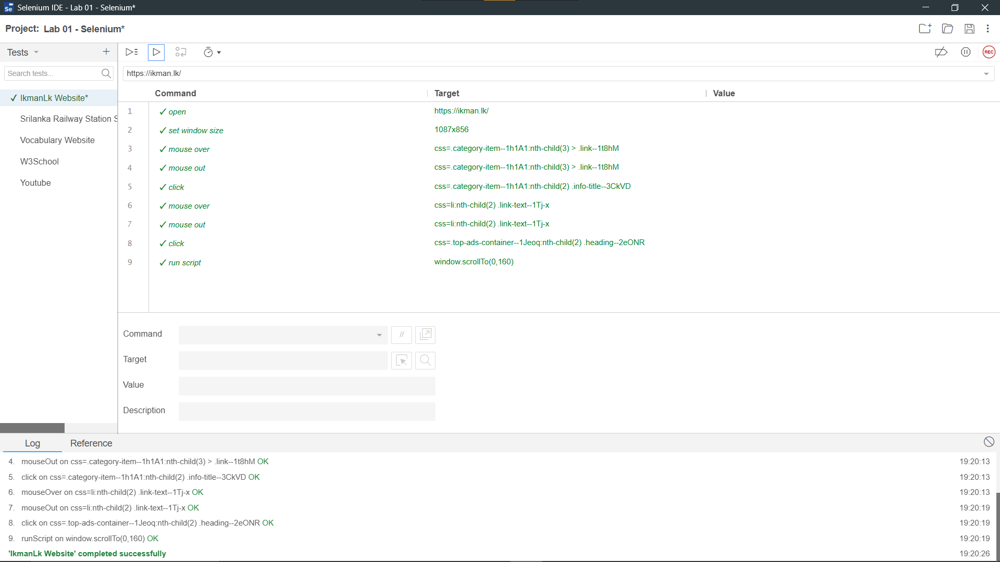 Selenium IDE - Lab 01 - Selenium*
Project: Lab 01 - Selenium*
Tests
REC
Search tests...
https://ikman.lk/
Command Target Value
✓ IkmanLk Website*
Srilanka Railway Station S
Vocabulary Website
W3School
Youtube
1 ✓ open https://ikman.lk/
2 ✓ set window size 1087x856
3 ✓ mouse over css=.category-item--1h1A1:nth-child(3) > .link--1t8hM
4 ✓ mouse out css=.category-item--1h1A1:nth-child(3) > .link--1t8hM
5 ✓ click css=.category-item--1h1A1:nth-child(2) .info-title--3CkVD
6 ✓ mouse over css=li:nth-child(2) .link-text--1Tj-x
7 ✓ mouse out css=li:nth-child(2) .link-text--1Tj-x
8 ✓ click css=.top-ads-container--1Jeoq:nth-child(2) .heading--2eONR
9 ✓ run script window.scrollTo(0,160)
Command //
Target
Value
Description
Log Reference
4. mouseOut on css=.category-item--1h1A1:nth-child(3) > .link--1t8hM OK 19:20:13
5. click on css=.category-item--1h1A1:nth-child(2) .info-title--3CkVD OK 19:20:13
6. mouseOver on css=li:nth-child(2) .link-text--1Tj-x OK 19:20:13
7. mouseOut on css=li:nth-child(2) .link-text--1Tj-x OK 19:20:19
8. click on css=.top-ads-container--1Jeoq:nth-child(2) .heading--2eONR OK 19:20:19
9. runScript on window.scrollTo(0,160) OK 19:20:19
'IkmanLk Website' completed successfully 19:20:26